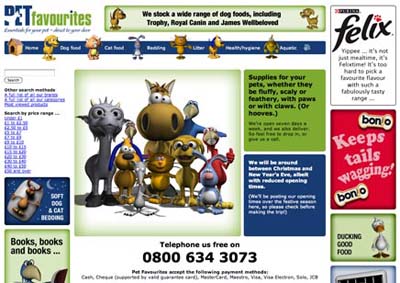 PET favourites
Essentials for your pet - direct to your door
We stock a wide range of dog foods, including
Trophy, Royal Canin and James Wellbeloved
Home
Dog food
Cat food
Bedding
Litter
Health/hygiene
Aquatic
Search
Other search methods
A full list of all our brands
A full list of all our categories
Most viewed products
Search by price range ...
Under £1
£1 to £2.50
£2.50 to £5
£5 to £10
£10 to £15
£15 to £20
£20 to £30
£30 to £40
£40 to £50
£50 and over
SOFT
DOG
& CAT
BEDDING
Books,
books and
books ...
Supplies for your
pets, whether they
be fluffy, scaly or
feathery, with paws
or with claws. (Or
hooves.)
We're open seven days a
week, and we also deliver.
So feel free to drop in, or
give us a call.
We will be around
between Christmas and
New Year's Eve, albeit
with reduced opening
times.
(We'll be posting our opening
times over the festive season
here, so please check before
making the trip!)
Telephone us free on
0800 634 3073
Pet Favourites accept the following payment methods:
Cash, Cheque (supported by valid guarantee card), MasterCard, Maestro, Visa, Visa Electron, Solo, JCB
PURINA
felix
Yippee ... it's not
just mealtime, it's
felixtime! It's too
hard to pick a
favourite flavour
with such a
fabulously tasty
range ...
bonio
Keeps
tails
wagging!
bonio
DUCKING
GOOD
FOOD